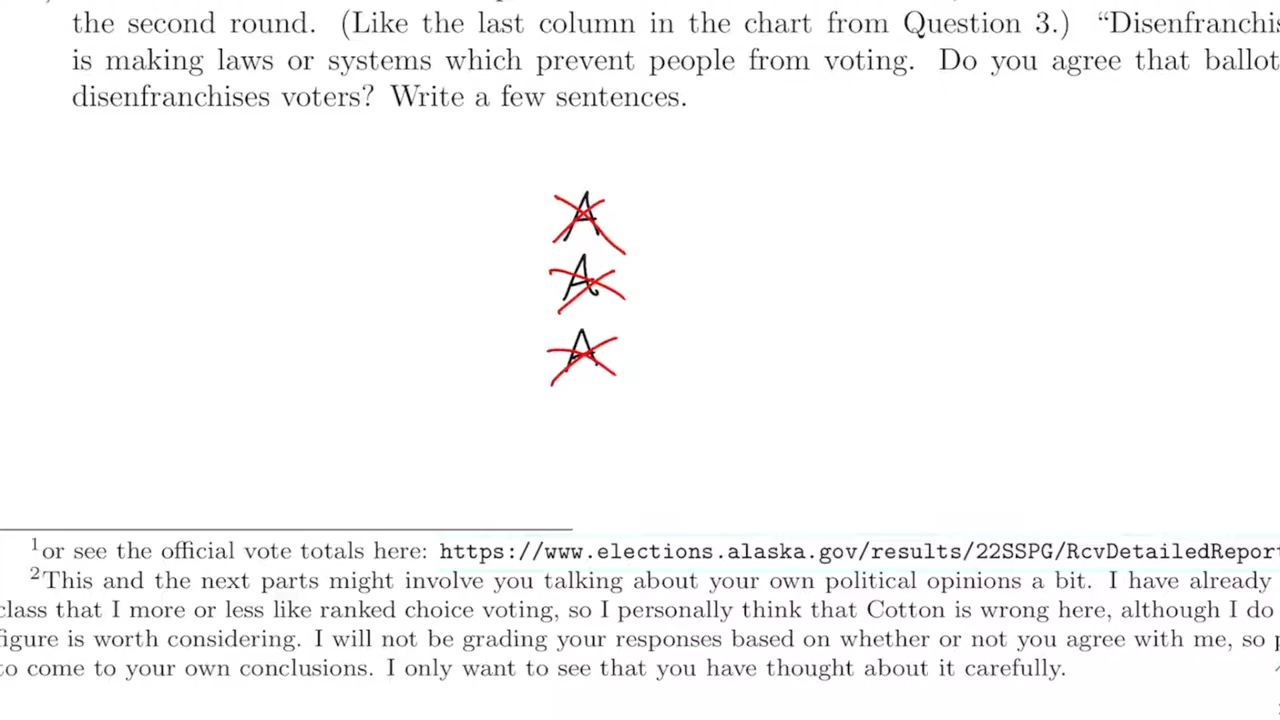 the second round. (Like the last column in the chart from Question 3.) “Disenfranchis
is making laws or systems which prevent people from voting. Do you agree that ballot
disenfranchises voters? Write a few sentences.
A
A
A
¹or see the official vote totals here: https://www.elections.alaska.gov/results/22SSPG/RcvDetailedReport
²This and the next parts might involve you talking about your own political opinions a bit. I have already
class that I more or less like ranked choice voting, so I personally think that Cotton is wrong here, although I do
figure is worth considering. I will not be grading your responses based on whether or not you agree with me, so p
to come to your own conclusions. I only want to see that you have thought about it carefully.